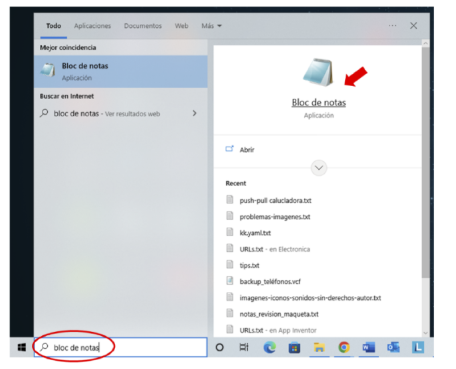 Todo Aplicaciones Documentos Web Más
Mejor coincidencia
Bloc de notas
Aplicación
Buscar en Internet
bloc de notas - Ver resultados web
Bloc de notas
Aplicación
Abrir
Recent
push-pull calucladora.txt
problemas-imagenes.txt
kk.yaml.txt
URLs.txt - en Electronica
tips.txt
backup_teléfonos.vcf
imagenes-iconos-sonidos-sin-derechos-autor.txt
notas_revision_maqueta.txt
URLs.txt - en App Inventor
bloc de notas